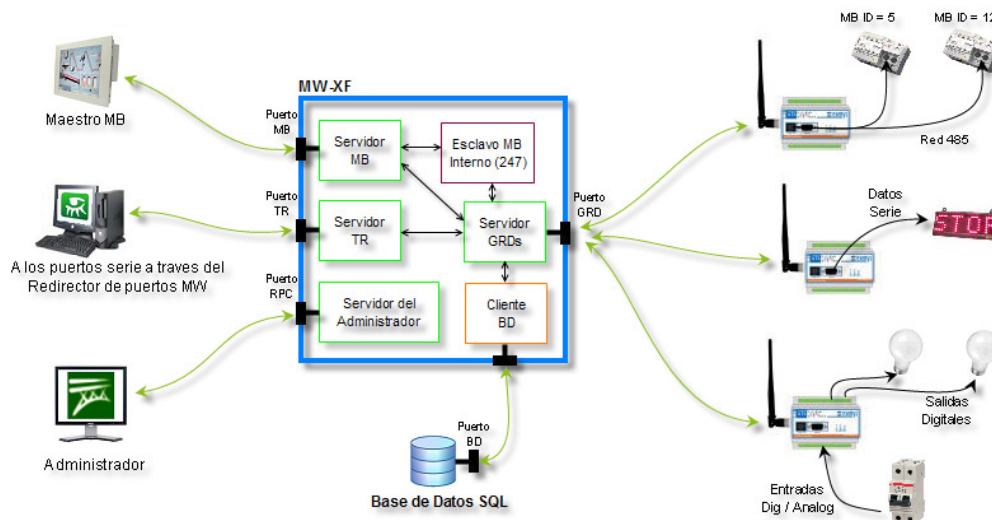 MB ID = 5
MB ID = 12
MW-XF
Maestro MB
Puerto
MB
Servidor
MB
Esclavo MB
Interno (247)
Red 485
Puerto
TR
Servidor
TR
Servidor
GRDs
Puerto
GRD
Datos
Serie
STOP
A los puertos serie a traves del
Redirector de puertos MW
Puerto
RPC
Servidor del
Administrador
Cliente
BD
Salidas
Digitales
Administrador
Puerto
BD
Base de Datos SQL
Entradas
Dig / Analog